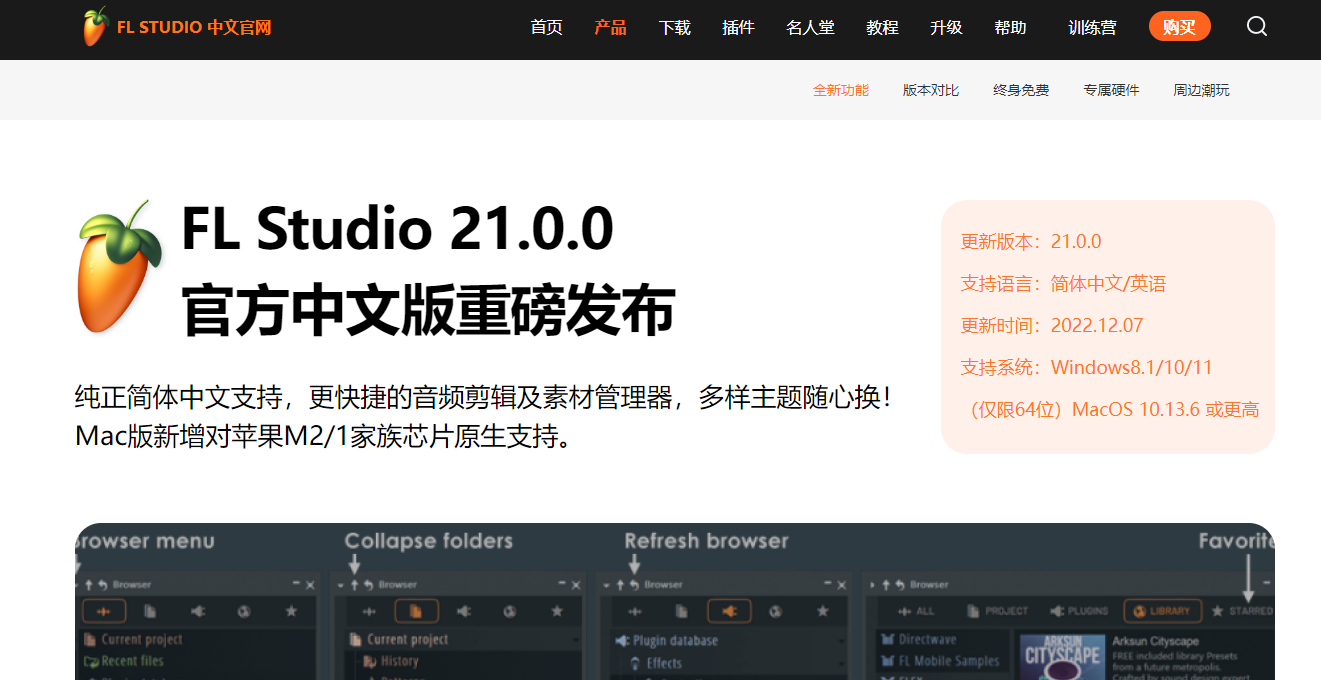 FL STUDIO 中文官网
首页 产品 下载 插件 名人堂 教程 升级 帮助 训练营 购买
全新功能 版本对比 终身免费 专属硬件 周边潮玩
FL Studio 21.0.0
官方中文版重磅发布
纯正简体中文支持，更快捷的音频剪辑及素材管理器，多样主题随心换！
Mac版新增对苹果M2/1家族芯片原生支持。
更新版本：21.0.0
支持语言：简体中文/英语
更新时间：2022.12.07
支持系统：Windows8.1/10/11
（仅限64位）MacOS 10.13.6 或更高
rowser menu Collapse folders Refresh browser Favorite
Browser Browser Browser Browser
ALL PROJECT PLUGINS LIBRARY STARRED
Current project Current project Plugin database Directwave
Recent files History Effects FL Mobile Samples
ARKSUN
CITYSCAPE
Arksun Cityscape
FREE included library Presets
from a future metropolis.
Crafted by sound design expert